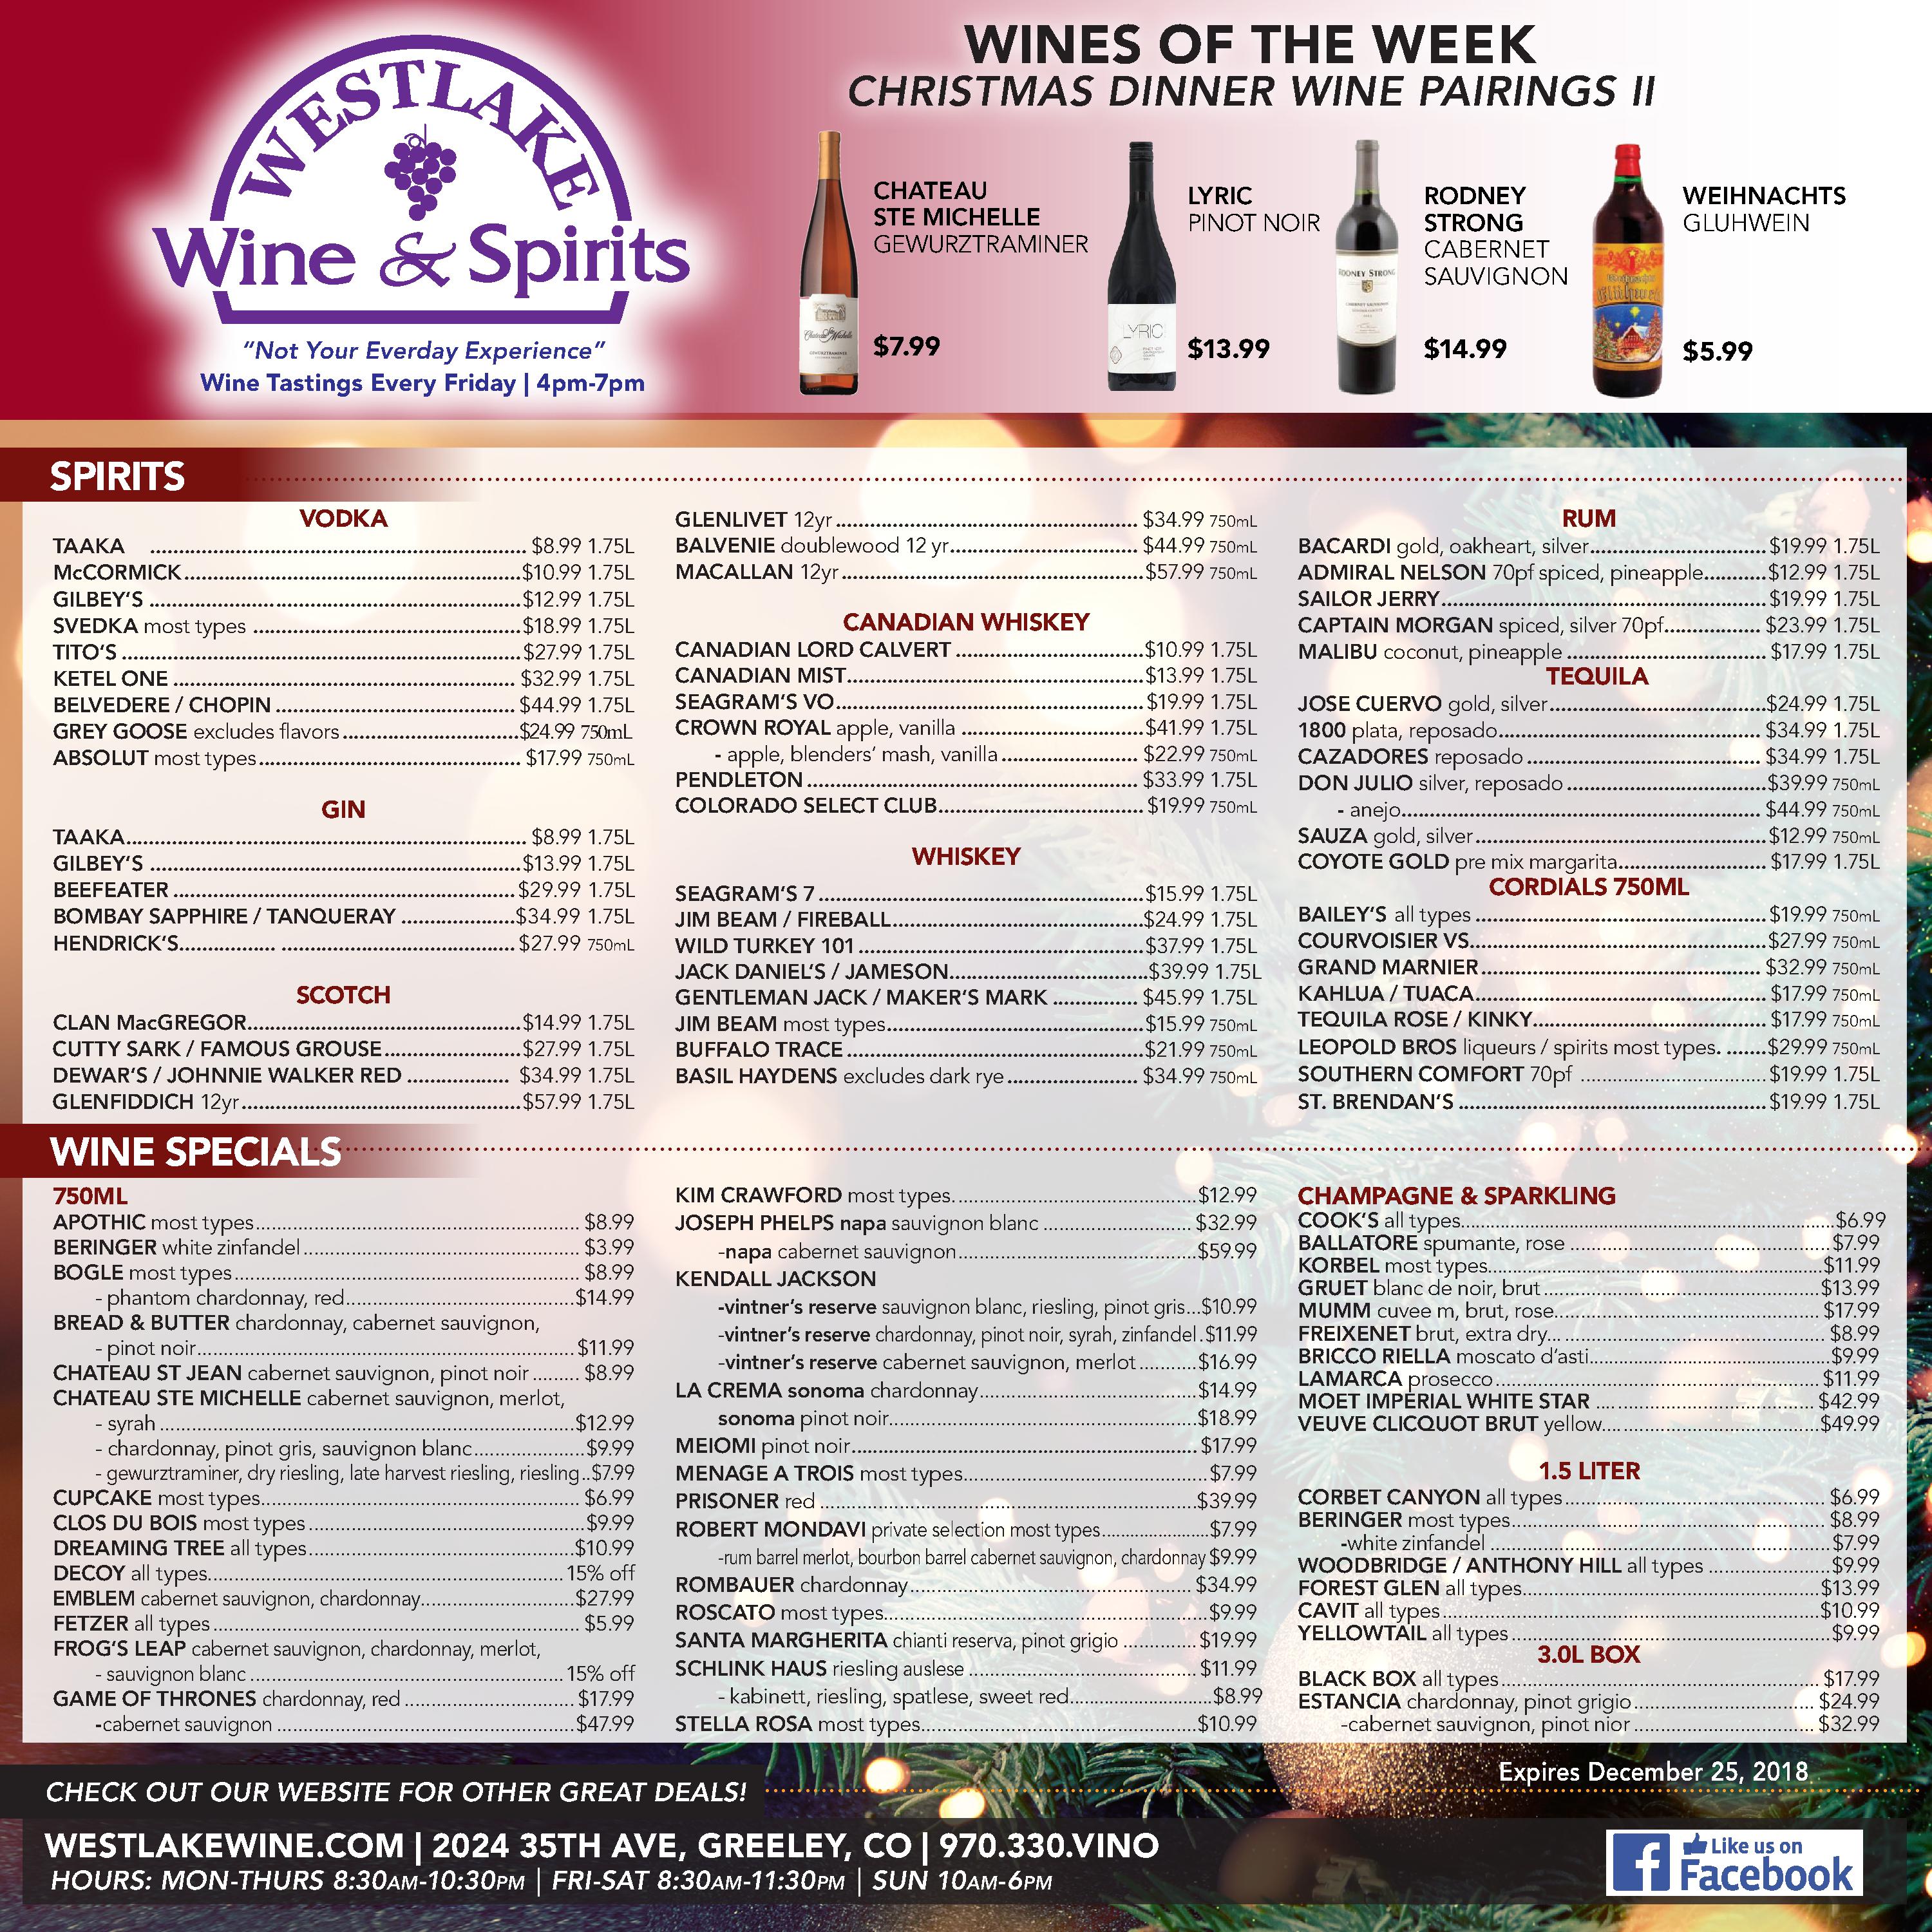 WESTLAKE
Wine & Spirits
“Not Your Everday Experience”
Wine Tastings Every Friday | 4pm-7pm
WINES OF THE WEEK
CHRISTMAS DINNER WINE PAIRINGS II
CHATEAU
STE MICHELLE
GEWURZTRAMINER
$7.99
LYRIC
LYRIC
PINOT NOIR
$13.99
RODNEY STRONG
RODNEY
STRONG
CABERNET
SAUVIGNON
$14.99
WEIHNACHTS
GLUHWEIN
$5.99
SPIRITS
VODKA
TAAKA ........ $8.99 1.75L
McCORMICK ........ $10.99 1.75L
GILBEY’S ........ $12.99 1.75L
SVEDKA most types ........ $18.99 1.75L
TITO’S ........ $27.99 1.75L
KETEL ONE ........ $32.99 1.75L
BELVEDERE / CHOPIN ........ $44.99 1.75L
GREY GOOSE excludes flavors ........ $24.99 750mL
ABSOLUT most types ........ $17.99 750mL
GIN
TAAKA ........ $8.99 1.75L
GILBEY’S ........ $13.99 1.75L
BEEFEATER ........ $29.99 1.75L
BOMBAY SAPPHIRE / TANQUERAY ........ $34.99 1.75L
HENDRICK’S ........ $27.99 750mL
SCOTCH
CLAN MacGREGOR ........ $14.99 1.75L
CUTTY SARK / FAMOUS GROUSE ........ $27.99 1.75L
DEWAR’S / JOHNNIE WALKER RED ........ $34.99 1.75L
GLENFIDDICH 12yr ........ $57.99 1.75L
GLENLIVET 12yr ........ $34.99 750mL
BALVENIE doublewood 12 yr ........ $44.99 750mL
MACALLAN 12yr ........ $57.99 750mL
CANADIAN WHISKEY
CANADIAN LORD CALVERT ........ $10.99 1.75L
CANADIAN MIST ........ $13.99 1.75L
SEAGRAM’S VO ........ $19.99 1.75L
CROWN ROYAL apple, vanilla ........ $41.99 1.75L
- apple, blenders’ mash, vanilla ........ $22.99 750mL
PENDLETON ........ $33.99 1.75L
COLORADO SELECT CLUB ........ $19.99 750mL
WHISKEY
SEAGRAM’S 7 ........ $15.99 1.75L
JIM BEAM / FIREBALL ........ $24.99 1.75L
WILD TURKEY 101 ........ $37.99 1.75L
JACK DANIEL’S / JAMESON ........ $39.99 1.75L
GENTLEMAN JACK / MAKER’S MARK ........ $45.99 1.75L
JIM BEAM most types ........ $15.99 750mL
BUFFALO TRACE ........ $21.99 750mL
BASIL HAYDENS excludes dark rye ........ $34.99 750mL
RUM
BACARDI gold, oakheart, silver ........ $19.99 1.75L
ADMIRAL NELSON 70pf spiced, pineapple ........ $12.99 1.75L
SAILOR JERRY ........ $19.99 1.75L
CAPTAIN MORGAN spiced, silver 70pf ........ $23.99 1.75L
MALIBU coconut, pineapple ........ $17.99 1.75L
TEQUILA
JOSE CUERVO gold, silver ........ $24.99 1.75L
1800 plata, reposado ........ $34.99 1.75L
CAZADORES reposado ........ $34.99 1.75L
DON JULIO silver, reposado ........ $39.99 750mL
- anejo ........ $44.99 750mL
SAUZA gold, silver ........ $12.99 750mL
COYOTE GOLD pre mix margarita ........ $17.99 1.75L
CORDIALS 750ML
BAILEY’S all types ........ $19.99 750mL
COURVOISIER VS ........ $27.99 750mL
GRAND MARNIER ........ $32.99 750mL
KAHLUA / TUACA ........ $17.99 750mL
TEQUILA ROSE / KINKY ........ $17.99 750mL
LEOPOLD BROS liqueurs / spirits most types. ........ $29.99 750mL
SOUTHERN COMFORT 70pf ........ $19.99 1.75L
ST. BRENDAN’S ........ $19.99 1.75L
WINE SPECIALS
750ML
APOTHIC most types ........ $8.99
BERINGER white zinfandel ........ $3.99
BOGLE most types ........ $8.99
- phantom chardonnay, red ........ $14.99
BREAD & BUTTER chardonnay, cabernet sauvignon,
- pinot noir ........ $11.99
CHATEAU ST JEAN cabernet sauvignon, pinot noir ........ $8.99
CHATEAU STE MICHELLE cabernet sauvignon, merlot,
- syrah ........ $12.99
- chardonnay, pinot gris, sauvignon blanc ........ $9.99
- gewurztraminer, dry riesling, late harvest riesling, riesling..$7.99
CUPCAKE most types ........ $6.99
CLOS DU BOIS most types ........ $9.99
DREAMING TREE all types ........ $10.99
DECOY all types ........ 15% off
EMBLEM cabernet sauvignon, chardonnay ........ $27.99
FETZER all types ........ $5.99
FROG’S LEAP cabernet sauvignon, chardonnay, merlot,
- sauvignon blanc ........ 15% off
GAME OF THRONES chardonnay, red ........ $17.99
-cabernet sauvignon ........ $47.99
KIM CRAWFORD most types ........ $12.99
JOSEPH PHELPS napa sauvignon blanc ........ $32.99
-napa cabernet sauvignon ........ $59.99
KENDALL JACKSON
-vintner’s reserve sauvignon blanc, riesling, pinot gris...$10.99
-vintner’s reserve chardonnay, pinot noir, syrah, zinfandel.$11.99
-vintner’s reserve cabernet sauvignon, merlot ........ $16.99
LA CREMA sonoma chardonnay ........ $14.99
sonoma pinot noir ........ $18.99
MEIOMI pinot noir ........ $17.99
MENAGE A TROIS most types ........ $7.99
PRISONER red ........ $39.99
ROBERT MONDAVI private selection most types ........ $7.99
-rum barrel merlot, bourbon barrel cabernet sauvignon, chardonnay $9.99
ROMBAUER chardonnay ........ $34.99
ROSCATO most types ........ $9.99
SANTA MARGHERITA chianti reserva, pinot grigio ........ $19.99
SCHLINK HAUS riesling auslese ........ $11.99
- kabinett, riesling, spatlese, sweet red ........ $8.99
STELLA ROSA most types ........ $10.99
CHAMPAGNE & SPARKLING
COOK’S all types ........ $6.99
BALLATORE spumante, rose ........ $7.99
KORBEL most types ........ $11.99
GRUET blanc de noir, brut ........ $13.99
MUMM cuvee m, brut, rose ........ $17.99
FREIXENET brut, extra dry ........ $8.99
BRICCO RIELLA moscato d’asti ........ $9.99
LAMARCA prosecco ........ $11.99
MOET IMPERIAL WHITE STAR ........ $42.99
VEUVE CLICQUOT BRUT yellow ........ $49.99
1.5 LITER
CORBET CANYON all types ........ $6.99
BERINGER most types ........ $8.99
-white zinfandel ........ $7.99
WOODBRIDGE / ANTHONY HILL all types ........ $9.99
FOREST GLEN all types ........ $13.99
CAVIT all types ........ $10.99
YELLOWTAIL all types ........ $9.99
3.0L BOX
BLACK BOX all types ........ $17.99
ESTANCIA chardonnay, pinot grigio ........ $24.99
-cabernet sauvignon, pinot nior ........ $32.99
Expires December 25, 2018
CHECK OUT OUR WEBSITE FOR OTHER GREAT DEALS!
WESTLAKEWINE.COM | 2024 35TH AVE, GREELEY, CO | 970.330.VINO
HOURS: MON-THURS 8:30AM-10:30PM | FRI-SAT 8:30AM-11:30PM | SUN 10AM-6PM
f Like us on
Facebook